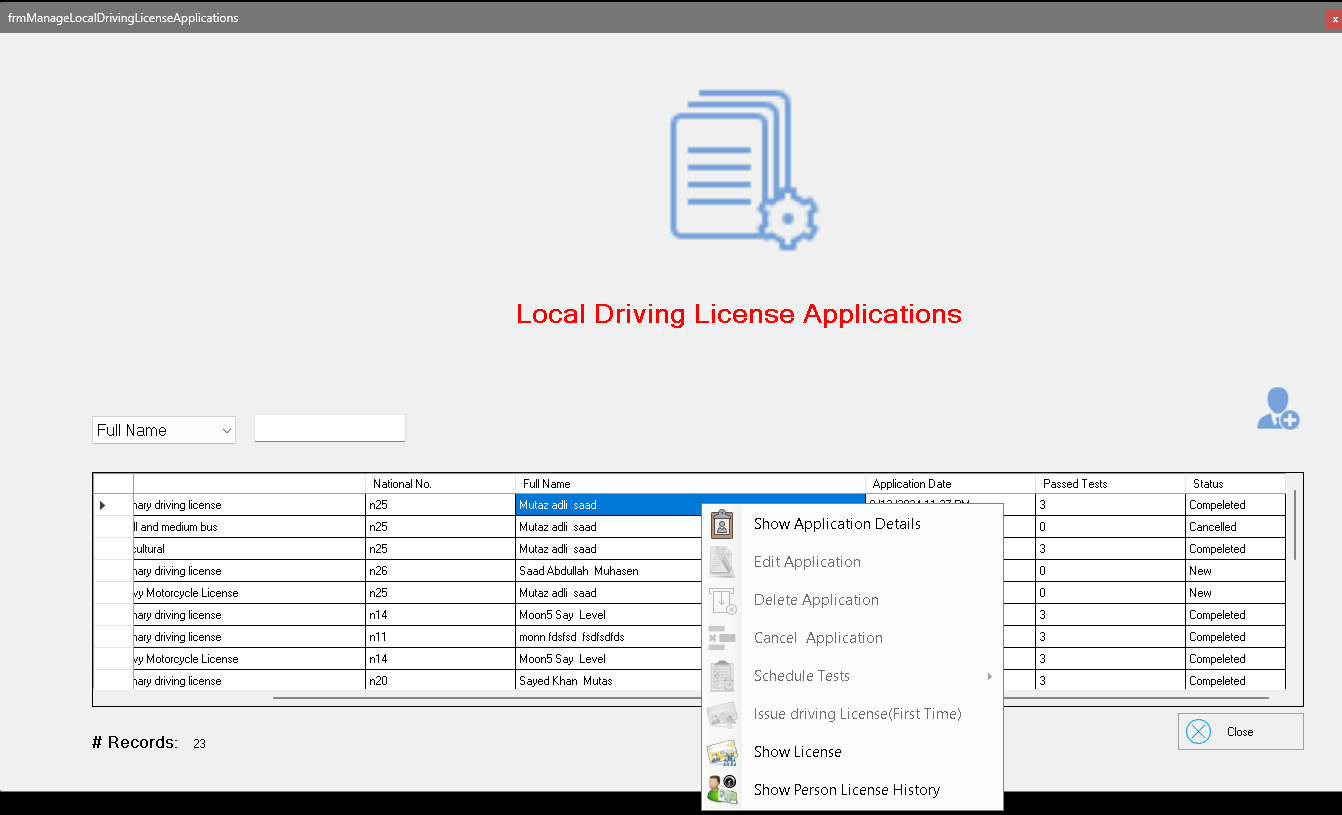 frmManageLocalDrivingLicenseApplications
x
Local Driving License Applications
Full Name
National No. Full Name Application Date Passed Tests Status
nary driving license n25 Mutaz adli saad 3 Compeleted
ll and medium bus n25 Mutaz adli saad 0 Cancelled
cultural n25 Mutaz adli saad 3 Compeleted
nary driving license n26 Saad Abdullah Muhasen 0 New
vy Motorcycle License n25 Mutaz adli saad 0 New
nary driving license n14 Moon5 Say Level 3 Compeleted
nary driving license n11 monn fdsfsd fsdfsdfds 3 Compeleted
vy Motorcycle License n14 Moon5 Say Level 3 Compeleted
nary driving license n20 Sayed Khan Mutas 3 Compeleted
Show Application Details
Edit Application
Delete Application
Cancel Application
Schedule Tests
Issue driving License(First Time)
Show License
Show Person License History
# Records: 23
Close